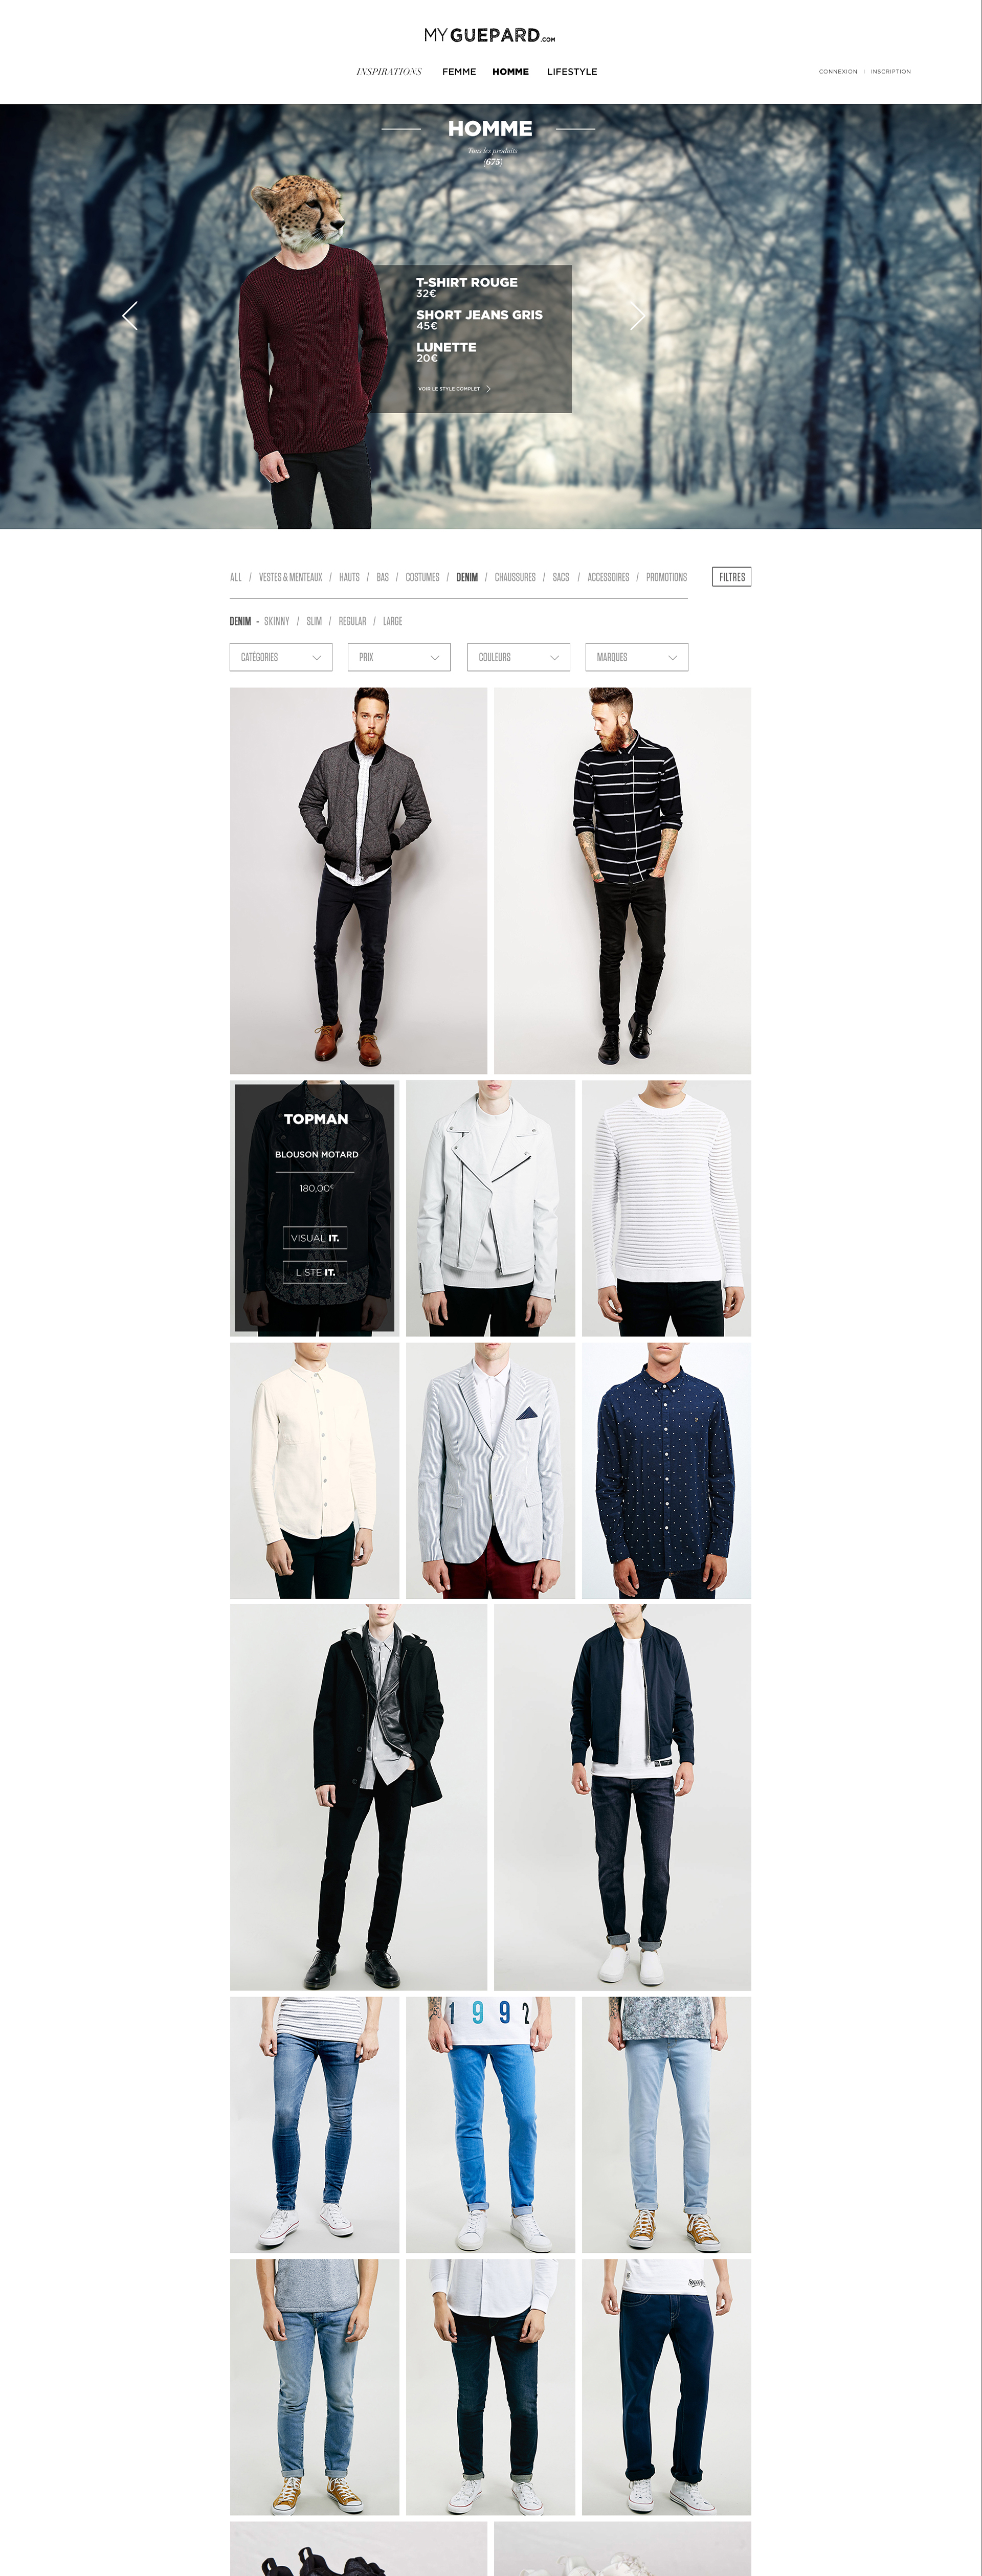 MY GUEPARD.COM
INSPIRATIONS FEMME HOMME LIFESTYLE
CONNEXION I INSCRIPTION
HOMME
Tous les produits
(675)
T-SHIRT ROUGE
32€
SHORT JEANS GRIS
45€
LUNETTE
20€
VOIR LE STYLE COMPLET
ALL / VESTES & MENTEAUX / HAUTS / BAS / COSTUMES / DENIM / CHAUSSURES / SACS / ACCESSOIRES / PROMOTIONS
FILTRES
DENIM - SKINNY / SLIM / REGULAR / LARGE
CATÉGORIES
PRIX
COULEURS
MARQUES
TOPMAN
BLOUSON MOTARD
180,00€
VISUAL IT.
LISTE IT.
1992